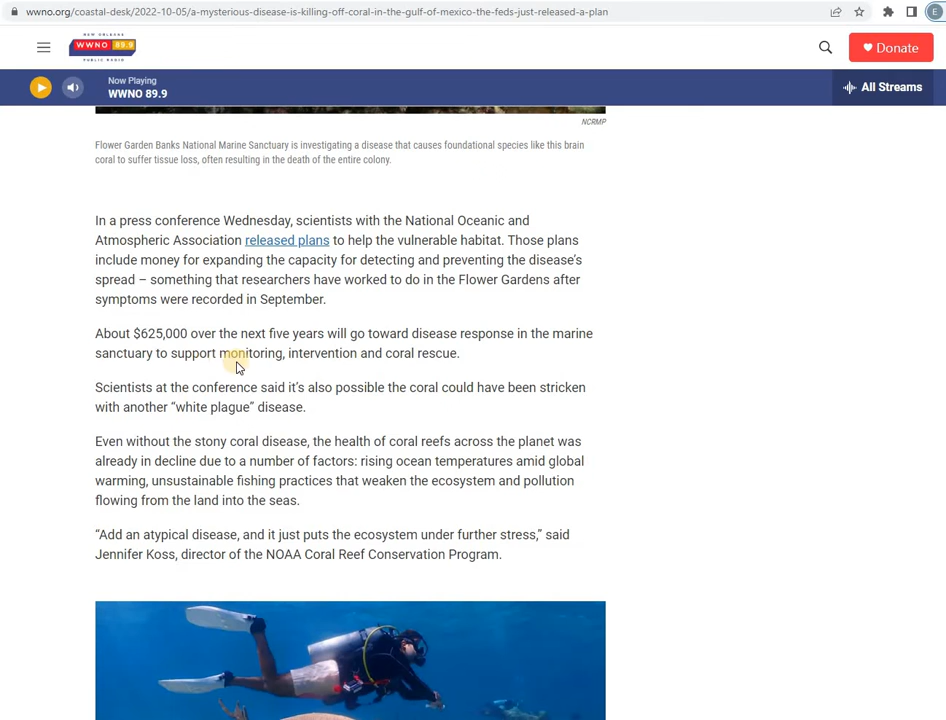 wwno.org/coastal-desk/2022-10-05/a-mysterious-disease-is-killing-off-coral-in-the-gulf-of-mexico-the-feds-just-released-a-plan
E
NEW ORLEANS
WWNO 89.9
PUBLIC RADIO
Donate
Now Playing
WWNO 89.9
All Streams
NCRMP
Flower Garden Banks National Marine Sanctuary is investigating a disease that causes foundational species like this brain
coral to suffer tissue loss, often resulting in the death of the entire colony.
In a press conference Wednesday, scientists with the National Oceanic and
Atmospheric Association released plans to help the vulnerable habitat. Those plans
include money for expanding the capacity for detecting and preventing the disease’s
spread – something that researchers have worked to do in the Flower Gardens after
symptoms were recorded in September.
About $625,000 over the next five years will go toward disease response in the marine
sanctuary to support monitoring, intervention and coral rescue.
Scientists at the conference said it’s also possible the coral could have been stricken
with another “white plague” disease.
Even without the stony coral disease, the health of coral reefs across the planet was
already in decline due to a number of factors: rising ocean temperatures amid global
warming, unsustainable fishing practices that weaken the ecosystem and pollution
flowing from the land into the seas.
“Add an atypical disease, and it just puts the ecosystem under further stress,” said
Jennifer Koss, director of the NOAA Coral Reef Conservation Program.